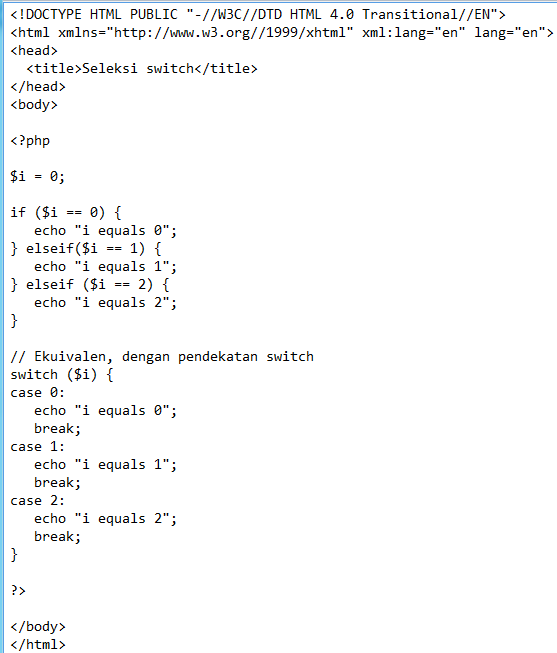 <!DOCTYPE HTML PUBLIC "-//W3C//DTD HTML 4.0 Transitional//EN">
<html xmlns="http://www.w3.org//1999/xhtml" xml:lang="en" lang="en">
<head>
  <title>Seleksi switch</title>
</head>
<body>

<?php

$i = 0;

if ($i == 0) {
   echo "i equals 0";
} elseif($i == 1) {
   echo "i equals 1";
} elseif ($i == 2) {
   echo "i equals 2";
}

// Ekuivalen, dengan pendekatan switch
switch ($i) {
case 0:
   echo "i equals 0";
   break;
case 1:
   echo "i equals 1";
   break;
case 2:
   echo "i equals 2";
   break;
}

?>

</body>
</html>